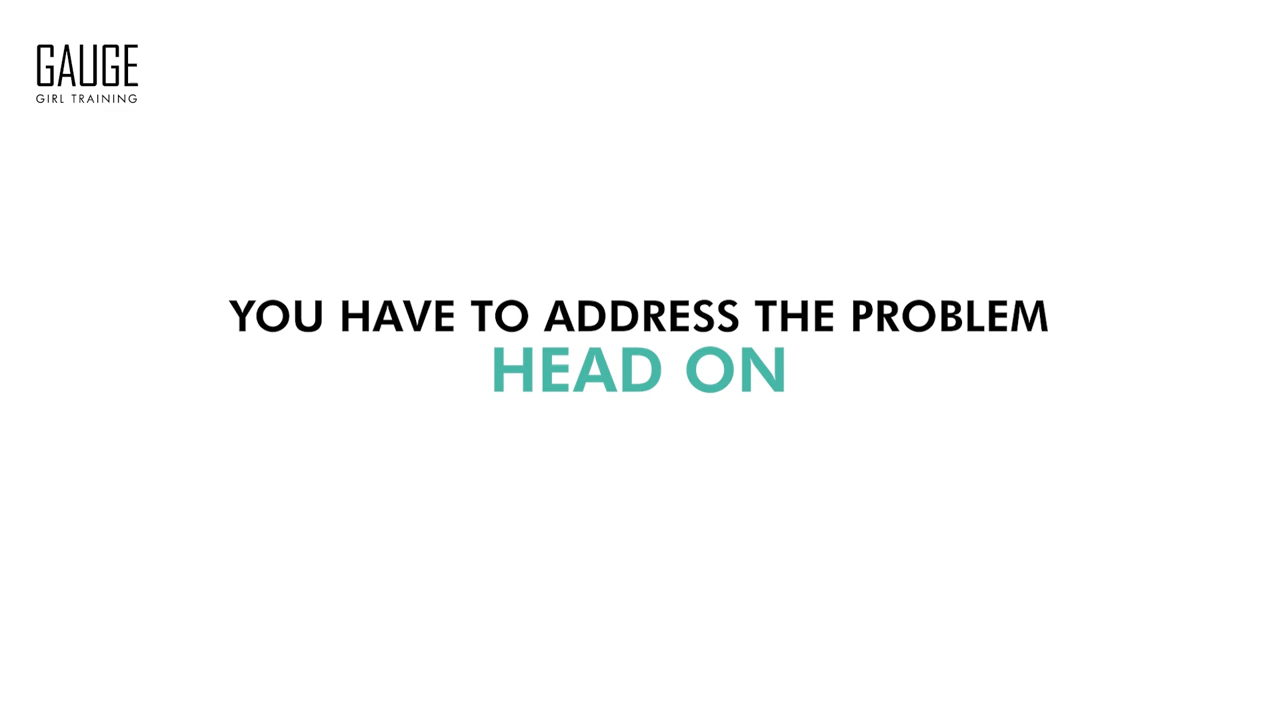 GAUGE
GIRL TRAINING
YOU HAVE TO ADDRESS THE PROBLEM
HEAD ON